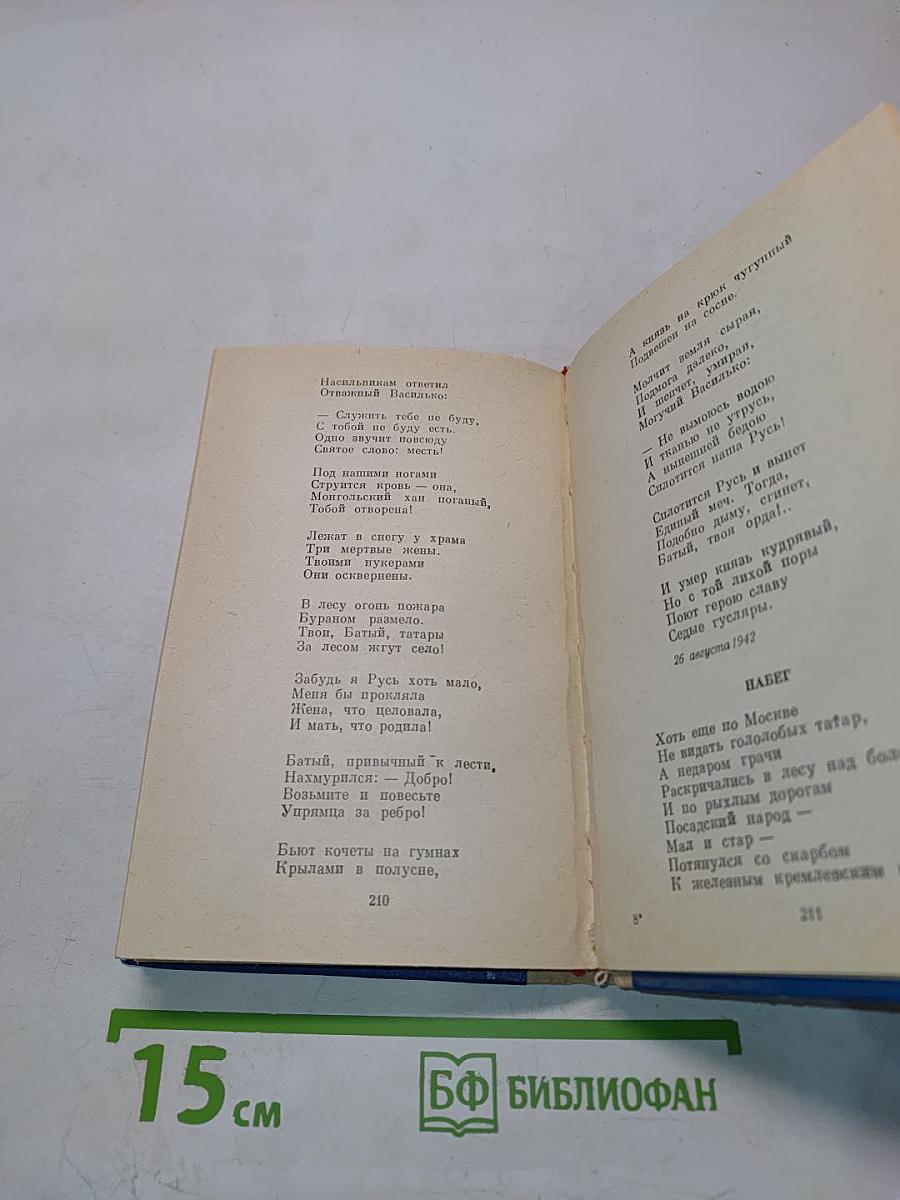 Насильникам ответил
Отважный Василько:
— Служить тебе не буду,
С тобой не буду есть.
Одно звучит повсюду
Святое слово: месть!
Под нашими ногами
Струится кровь — она,
Монгольский хан поганый,
Тобой отворена!
Лежат в снегу у храма
Три мертвые жены.
Твоими нукерами
Они осквернены.
В лесу огонь пожара
Бураном размело.
Твои, Батый, татары
За лесом жгут село!
Забудь я Русь хоть мало,
Меня бы прокляла
Жена, что целовала,
И мать, что родила!
Батый, привычный к лести,
Нахмурился: — Добро!
Возьмите и повесьте
Упрямца за ребро!
Бьют кочеты на гумнах
Крылами в полусне,
210
А князь на крюк чугунный
Подвешен на сосне.
Молчит земля сырая,
Подмога далеко,
И шепчет, умирая,
Могучий Василько:
— Не вымоюсь водою
И тканью не утрусь,
А нынешней бедою
Сплотится наша Русь!
Сплотится Русь и вынет
Единый меч. Тогда,
Подобно дыму, сгинет,
Батый, твоя орда!..
И умер князь кудрявый,
Но с той лихой поры
Поют герою славу
Седые гусляры.
26 августа 1942
НАБЕГ
Хоть еще по Москве
Не видать гололобых татар,
А недаром грачи
Раскричались в лесу над
И по рыхлым дорогам
Посадский народ —
Мал и стар —
Потянулся со скарбом
К железным кремлевским
8*
211
15 см
БФ БИБЛИОФАН